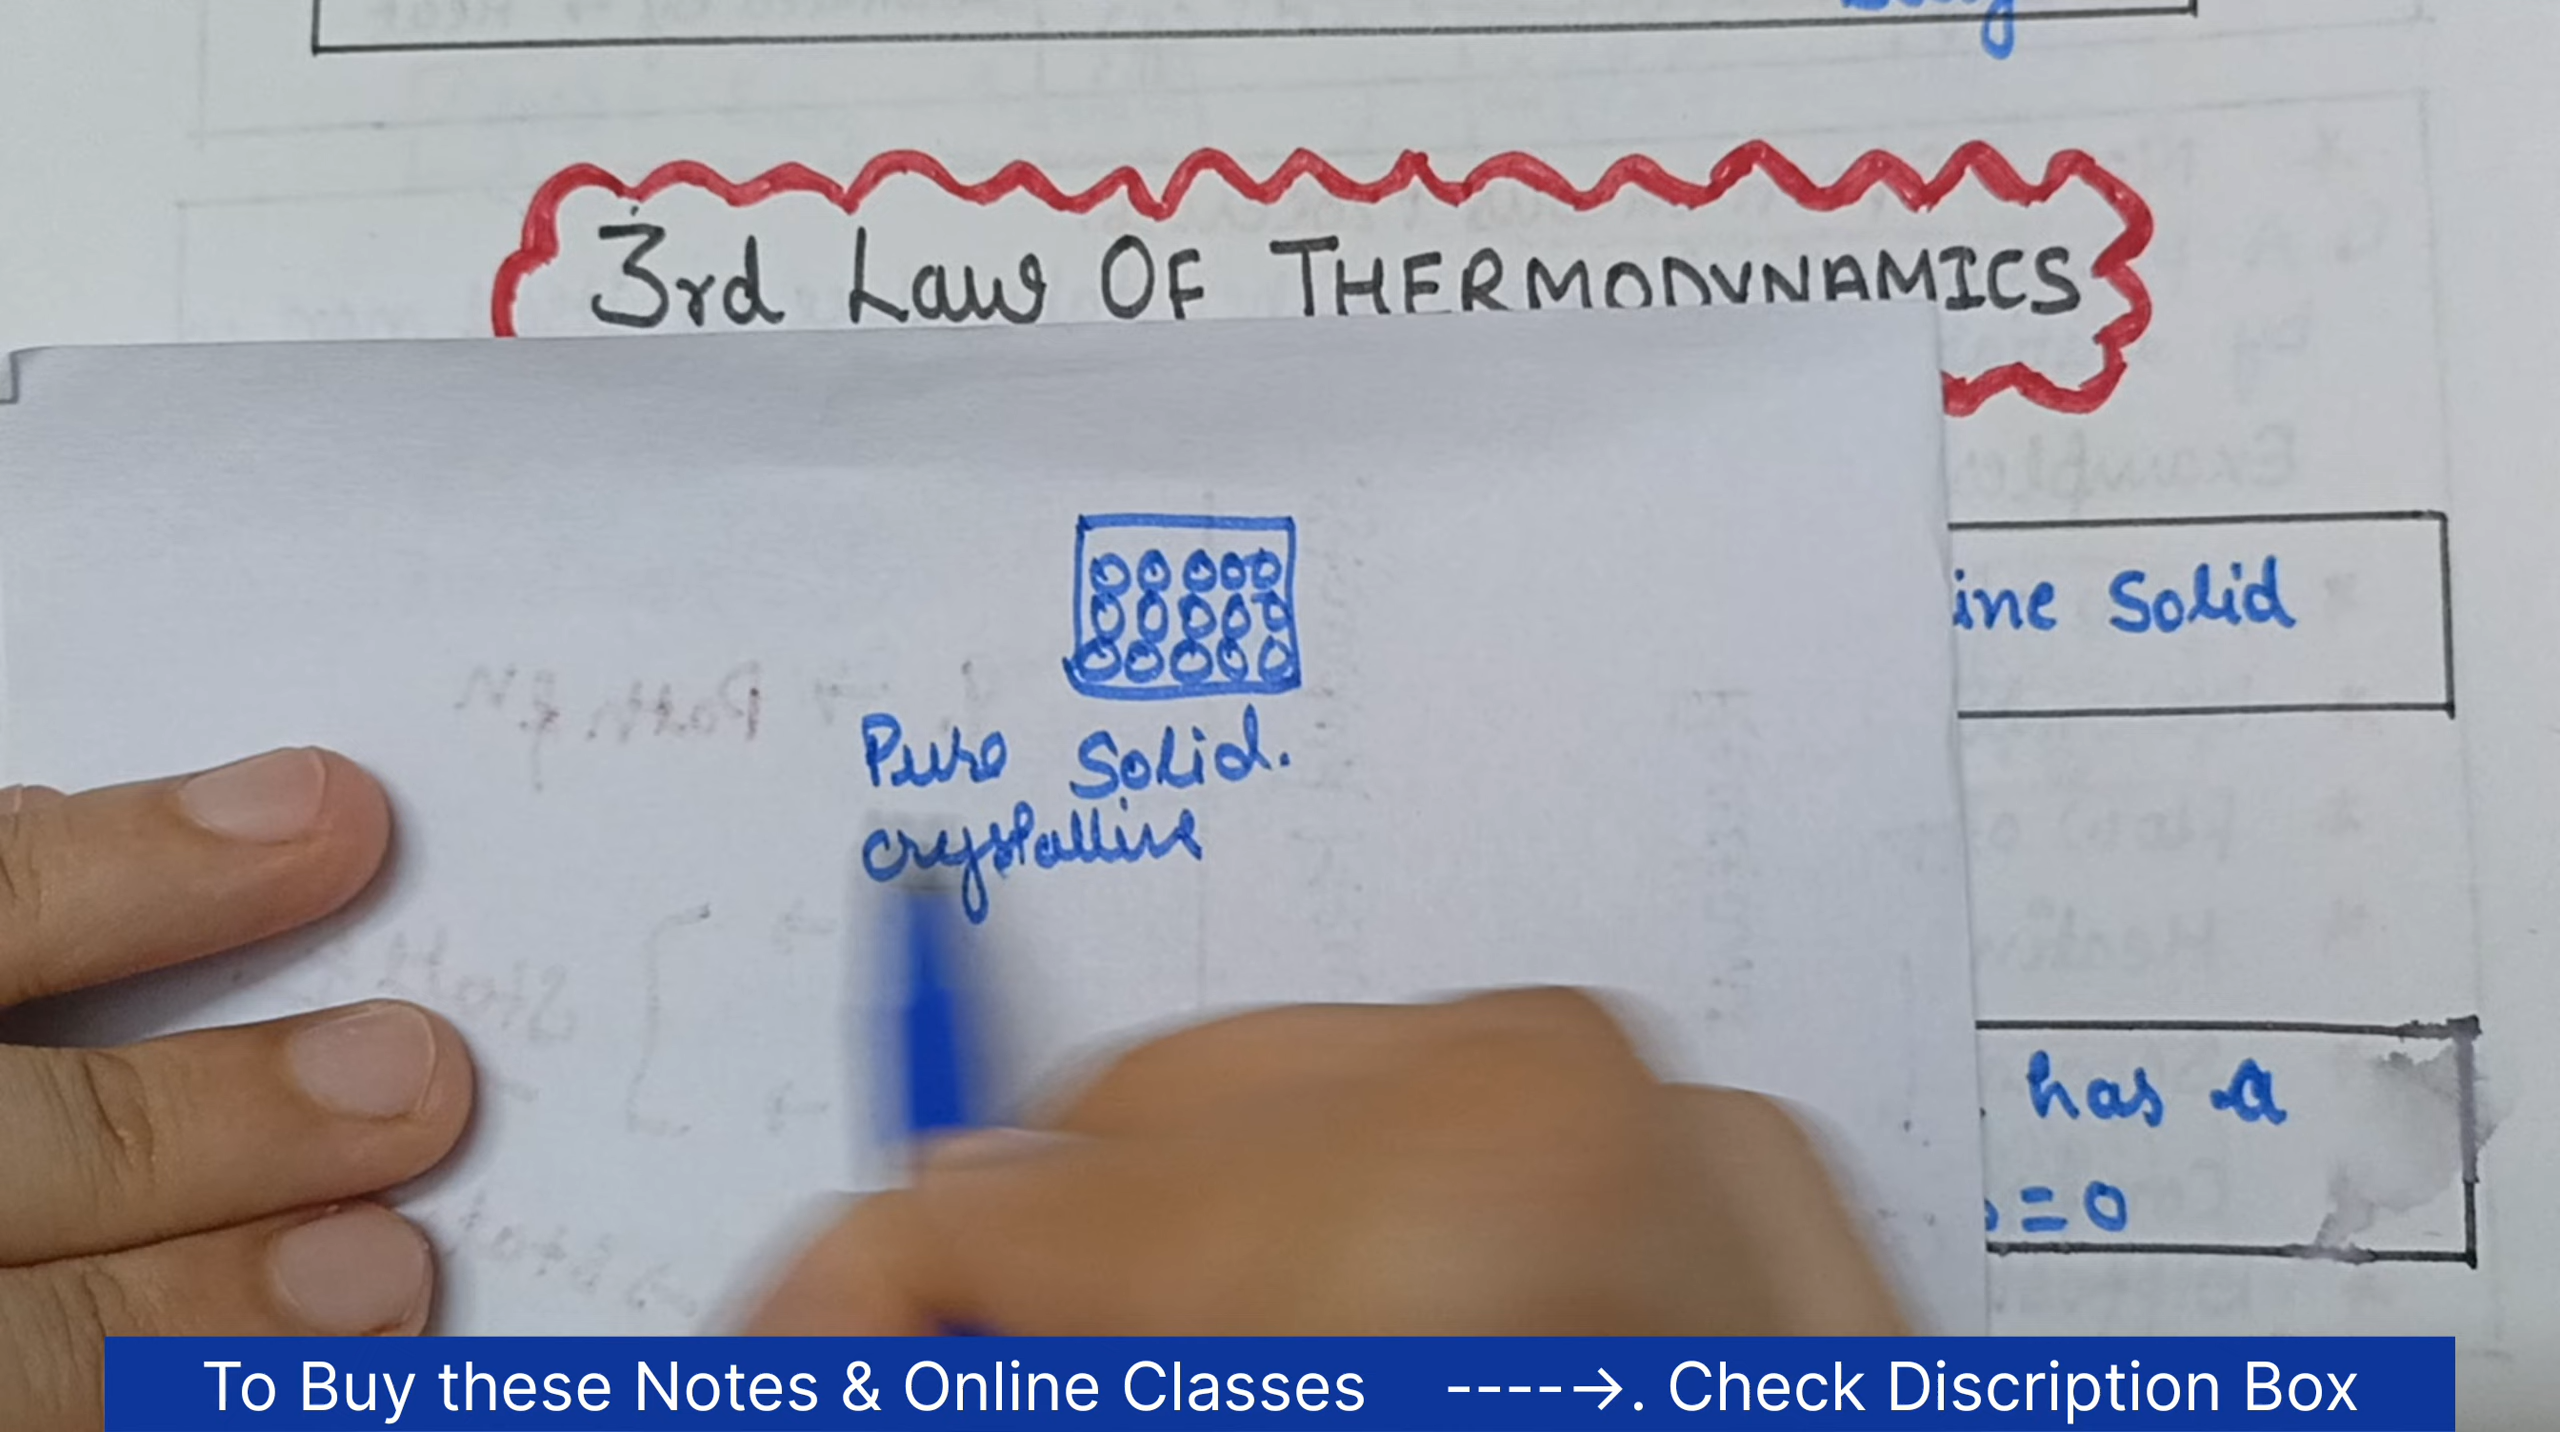 3rd Law OF THERMODYNAMICS
Pure Solid.
crystalline
ine Solid
has a
=0
To Buy these Notes & Online Classes ----→. Check Discription Box